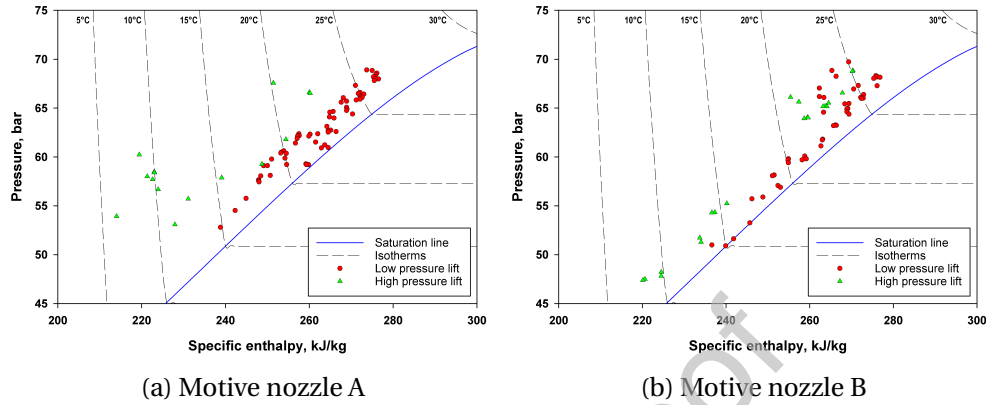 5°C 10°C 15°C 20°C 25°C 30°C
75
70
65
60
55
50
45
Pressure, bar
Saturation line
Isotherms
Low pressure lift
High pressure lift
200 220 240 260 280 300
Specific enthalpy, kJ/kg
(a) Motive nozzle A
5°C 10°C 15°C 20°C 25°C 30°C
75
70
65
60
55
50
45
Pressure, bar
Saturation line
Isotherms
Low pressure lift
High pressure lift
200 220 240 260 280 300
Specific enthalpy, kJ/kg
(b) Motive nozzle B